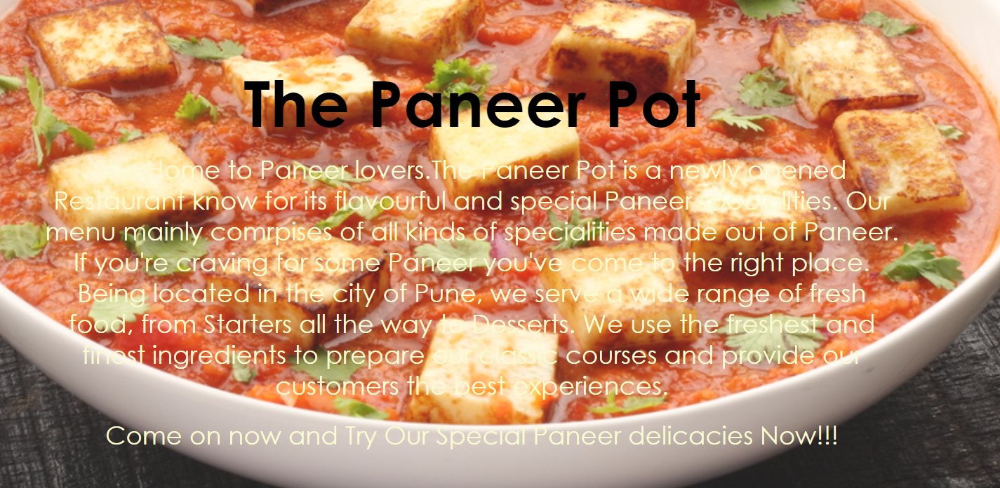 The Paneer Pot
Home to Paneer lovers.The Paneer Pot is a newly opened
Restaurant know for its flavourful and special Paneer specialities. Our
menu mainly comrpises of all kinds of specialities made out of Paneer.
If you're craving for some Paneer you've come to the right place.
Being located in the city of Pune, we serve a wide range of fresh
food, from Starters all the way to Desserts. We use the freshest and
finest ingredients to prepare our classic courses and provide our
customers the best experiences.
Come on now and Try Our Special Paneer delicacies Now!!!